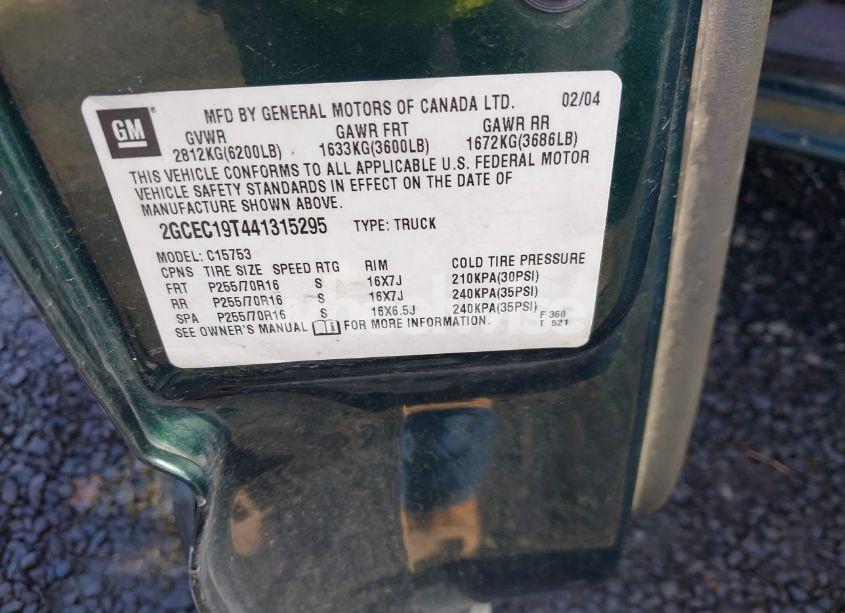 GM
MFD BY GENERAL MOTORS OF CANADA LTD. 02/04
GVWR GAWR FRT GAWR RR
2812KG(6200LB) 1633KG(3600LB) 1672KG(3686LB)
THIS VEHICLE CONFORMS TO ALL APPLICABLE U.S. FEDERAL MOTOR
VEHICLE SAFETY STANDARDS IN EFFECT ON THE DATE OF
MANUFACTURE SHOWN ABOVE.
2GCEC19T441315295 TYPE: TRUCK
MODEL: C15753
CPNS TIRE SIZE SPEED RTG RIM COLD TIRE PRESSURE
FRT P255/70R16 S 16X7J 210KPA(30PSI)
RR P255/70R16 S 16X7J 240KPA(35PSI)
SPA P255/70R16 S 16X6.5J 240KPA(35PSI)
SEE OWNER'S MANUAL FOR MORE INFORMATION.
F 360
T 521